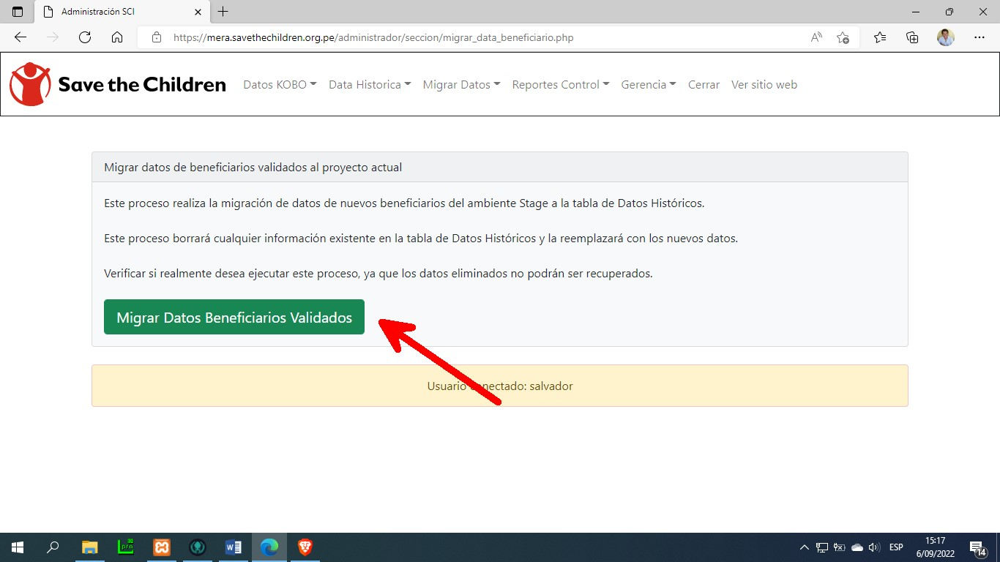 Administración SCI
https://mera.savethechildren.org.pe/administrador/seccion/migrar_data_beneficiario.php
Save the Children Datos KOBO Data Historica Migrar Datos Reportes Control Gerencia Cerrar Ver sitio web
Migrar datos de beneficiarios validados al proyecto actual
Este proceso realiza la migración de datos de nuevos beneficiarios del ambiente Stage a la tabla de Datos Históricos.
Este proceso borrará cualquier información existente en la tabla de Datos Históricos y la reemplazará con los nuevos datos.
Verificar si realmente desea ejecutar este proceso, ya que los datos eliminados no podrán ser recuperados.
Migrar Datos Beneficiarios Validados
Usuario conectado: salvador
ESP
15:17
6/09/2022
14